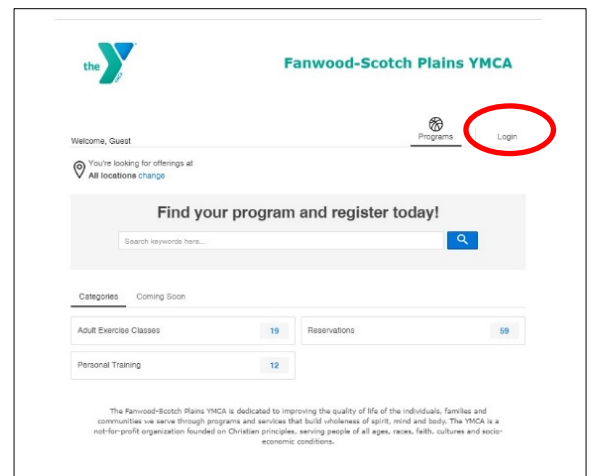 the
YMCA
Fanwood-Scotch Plains YMCA
Welcome, Guest
Programs
Login
You're looking for offerings at
All locations change
Find your program and register today!
Search keywords here...
Categories
Coming Soon
Adult Exercise Classes
19
Reservations
59
Personal Training
12
The Fanwood-Scotch Plains YMCA is dedicated to improving the quality of life of the individuals, families and
communities we serve through programs and services that build wholeness of spirit, mind and body. The YMCA is a
not-for-profit organization founded on Christian principles, serving people of all ages, races, faith, cultures and socio-
economic conditions.